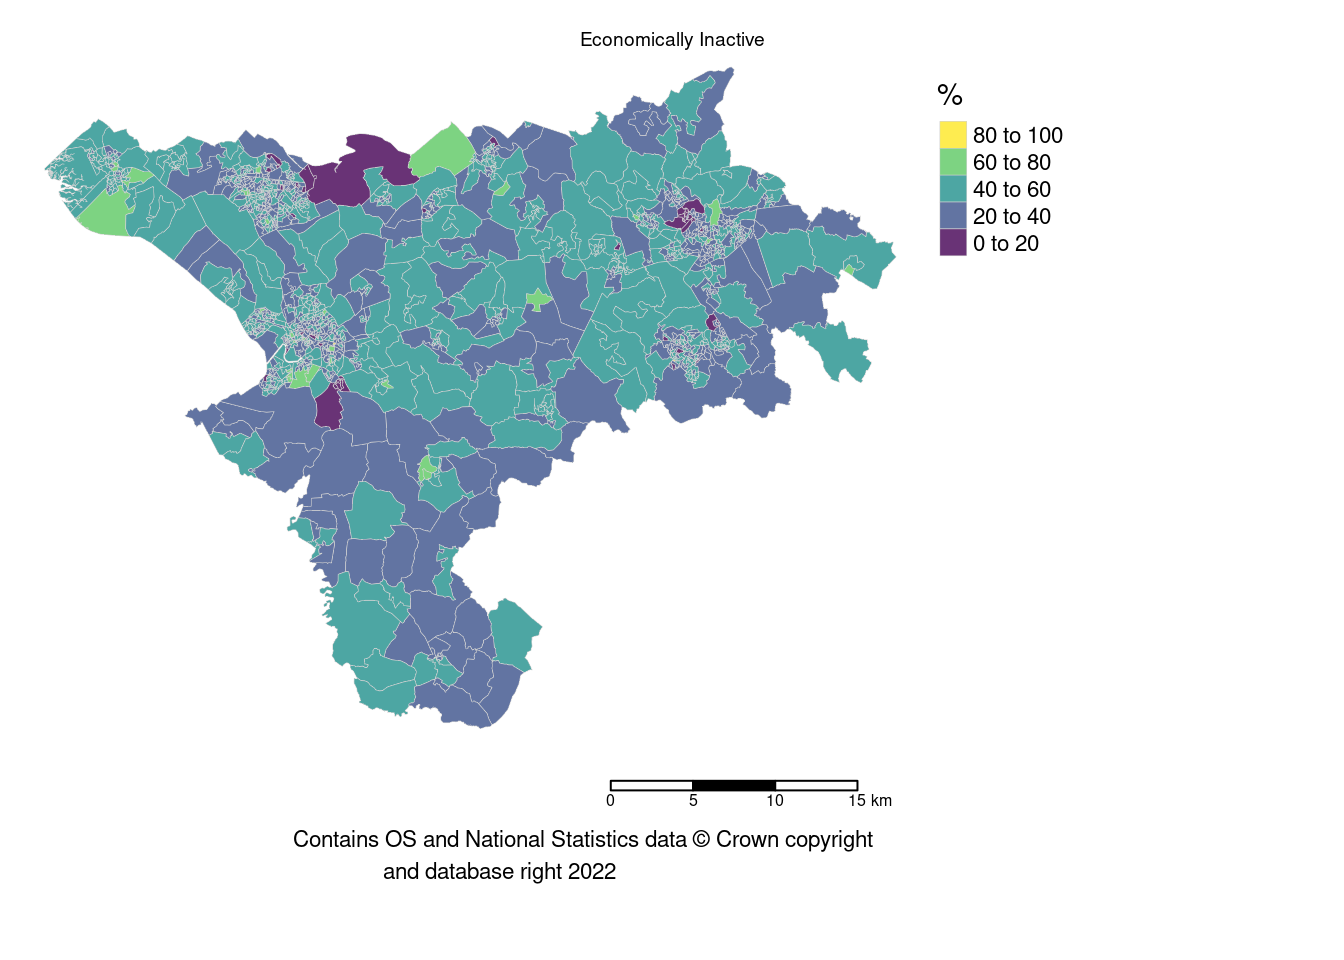 Economically Inactive
%
80 to 100
60 to 80
40 to 60
20 to 40
0 to 20
0 5 10 15 km
Contains OS and National Statistics data © Crown copyright
and database right 2022